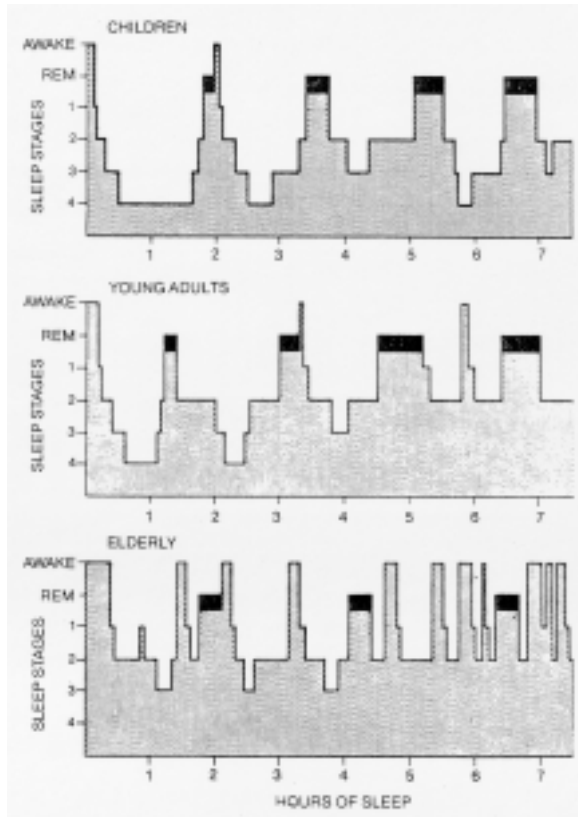 CHILDREN
AWAKE
REM
1
2
3
4
SLEEP STAGES
1 2 3 4 5 6 7
YOUNG ADULTS
AWAKE
REM
1
2
3
4
SLEEP STAGES
1 2 3 4 5 6 7
ELDERLY
AWAKE
REM
1
2
3
4
SLEEP STAGES
1 2 3 4 5 6 7
HOURS OF SLEEP